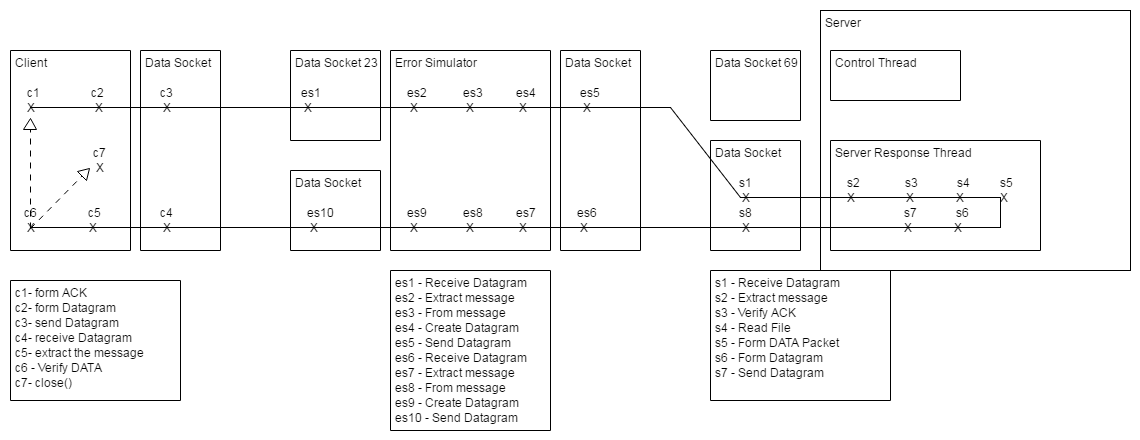 Server
Client
Data Socket
Data Socket 23
Error Simulator
Data Socket
Data Socket 69
Control Thread
c1
c2
c3
es1
es2
es3
es4
es5
X
X
X
X
X
X
X
X
c7
X
Data Socket
Data Socket
Server Response Thread
s1
s2
s3
s4
s5
X
X
X
X
X
c6
c5
c4
es10
es9
es8
es7
es6
s8
s7
s6
X
X
X
X
X
X
X
X
X
X
X
c1- form ACK
c2- form Datagram
c3- send Datagram
c4- receive Datagram
c5- extract the message
c6 - Verify DATA
c7- close()
es1 - Receive Datagram
es2 - Extract message
es3 - From message
es4 - Create Datagram
es5 - Send Datagram
es6 - Receive Datagram
es7 - Extract message
es8 - From message
es9 - Create Datagram
es10 - Send Datagram
s1 - Receive Datagram
s2 - Extract message
s3 - Verify ACK
s4 - Read File
s5 - Form DATA Packet
s6 - Form Datagram
s7 - Send Datagram